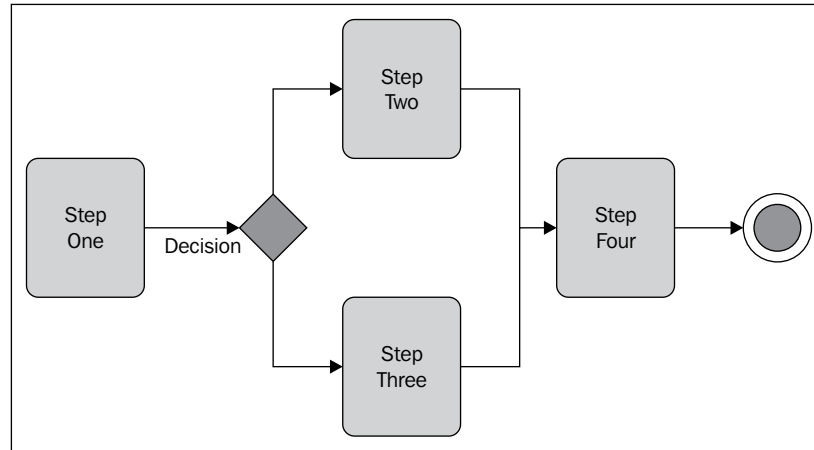 Step
One
Decision
Step
Two
Step
Three
Step
Four